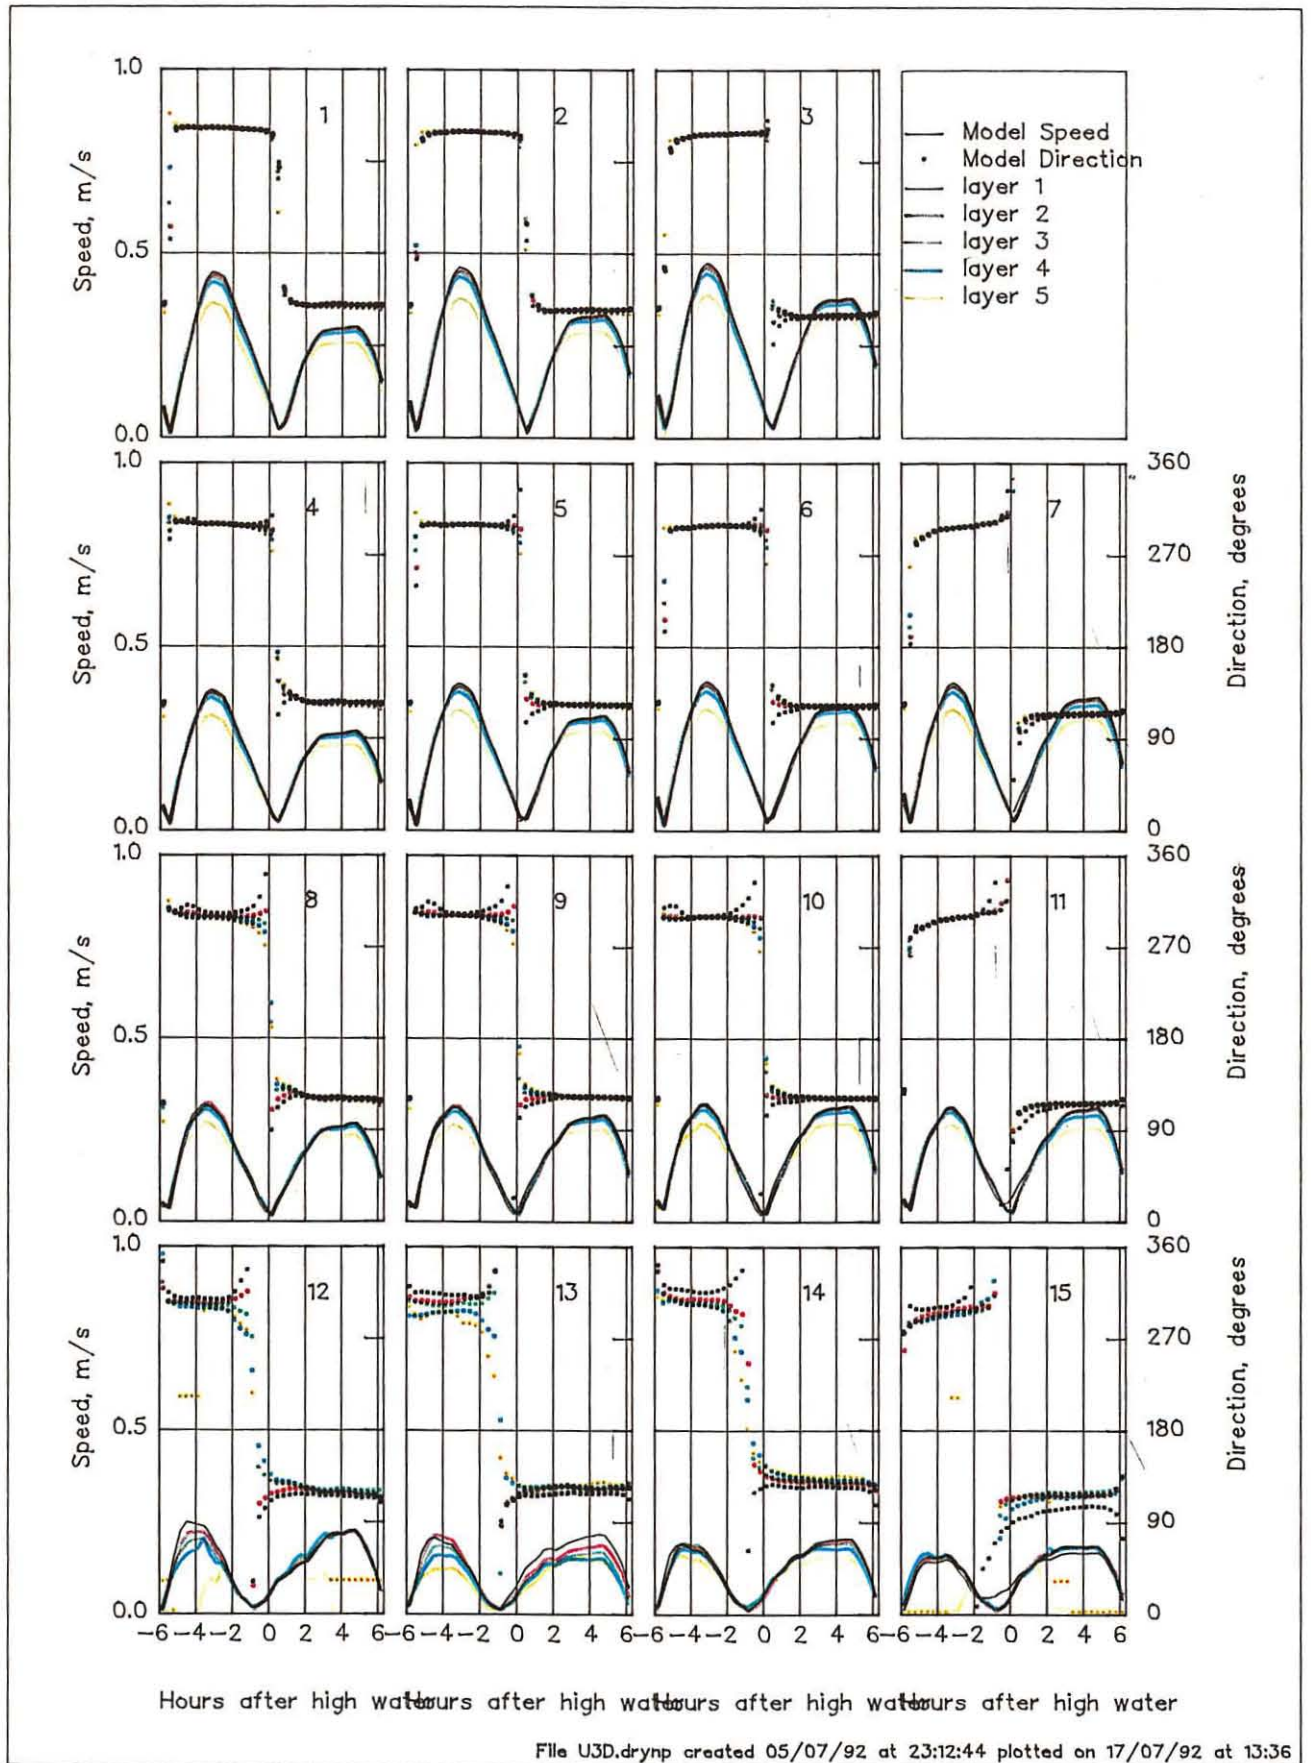 1.0
0.5
0.0
Speed, m/s
1
2
3
Model Speed
Model Direction
layer 1
layer 2
layer 3
layer 4
layer 5
1.0
0.5
0.0
Speed, m/s
4
5
6
7
360
270
180
90
0
Direction, degrees
1.0
0.5
0.0
Speed, m/s
8
9
10
11
360
270
180
90
0
Direction, degrees
1.0
0.5
0.0
Speed, m/s
12
13
14
15
360
270
180
90
0
Direction, degrees
-6 -4 -2 0 2 4 6 -6 -4 -2 0 2 4 6 -6 -4 -2 0 2 4 6 -6 -4 -2 0 2 4 6
Hours after high water Hours after high water Hours after high water Hours after high water
File U3D.drynp created 05/07/92 at 23:12:44 plotted on 17/07/92 at 13:36